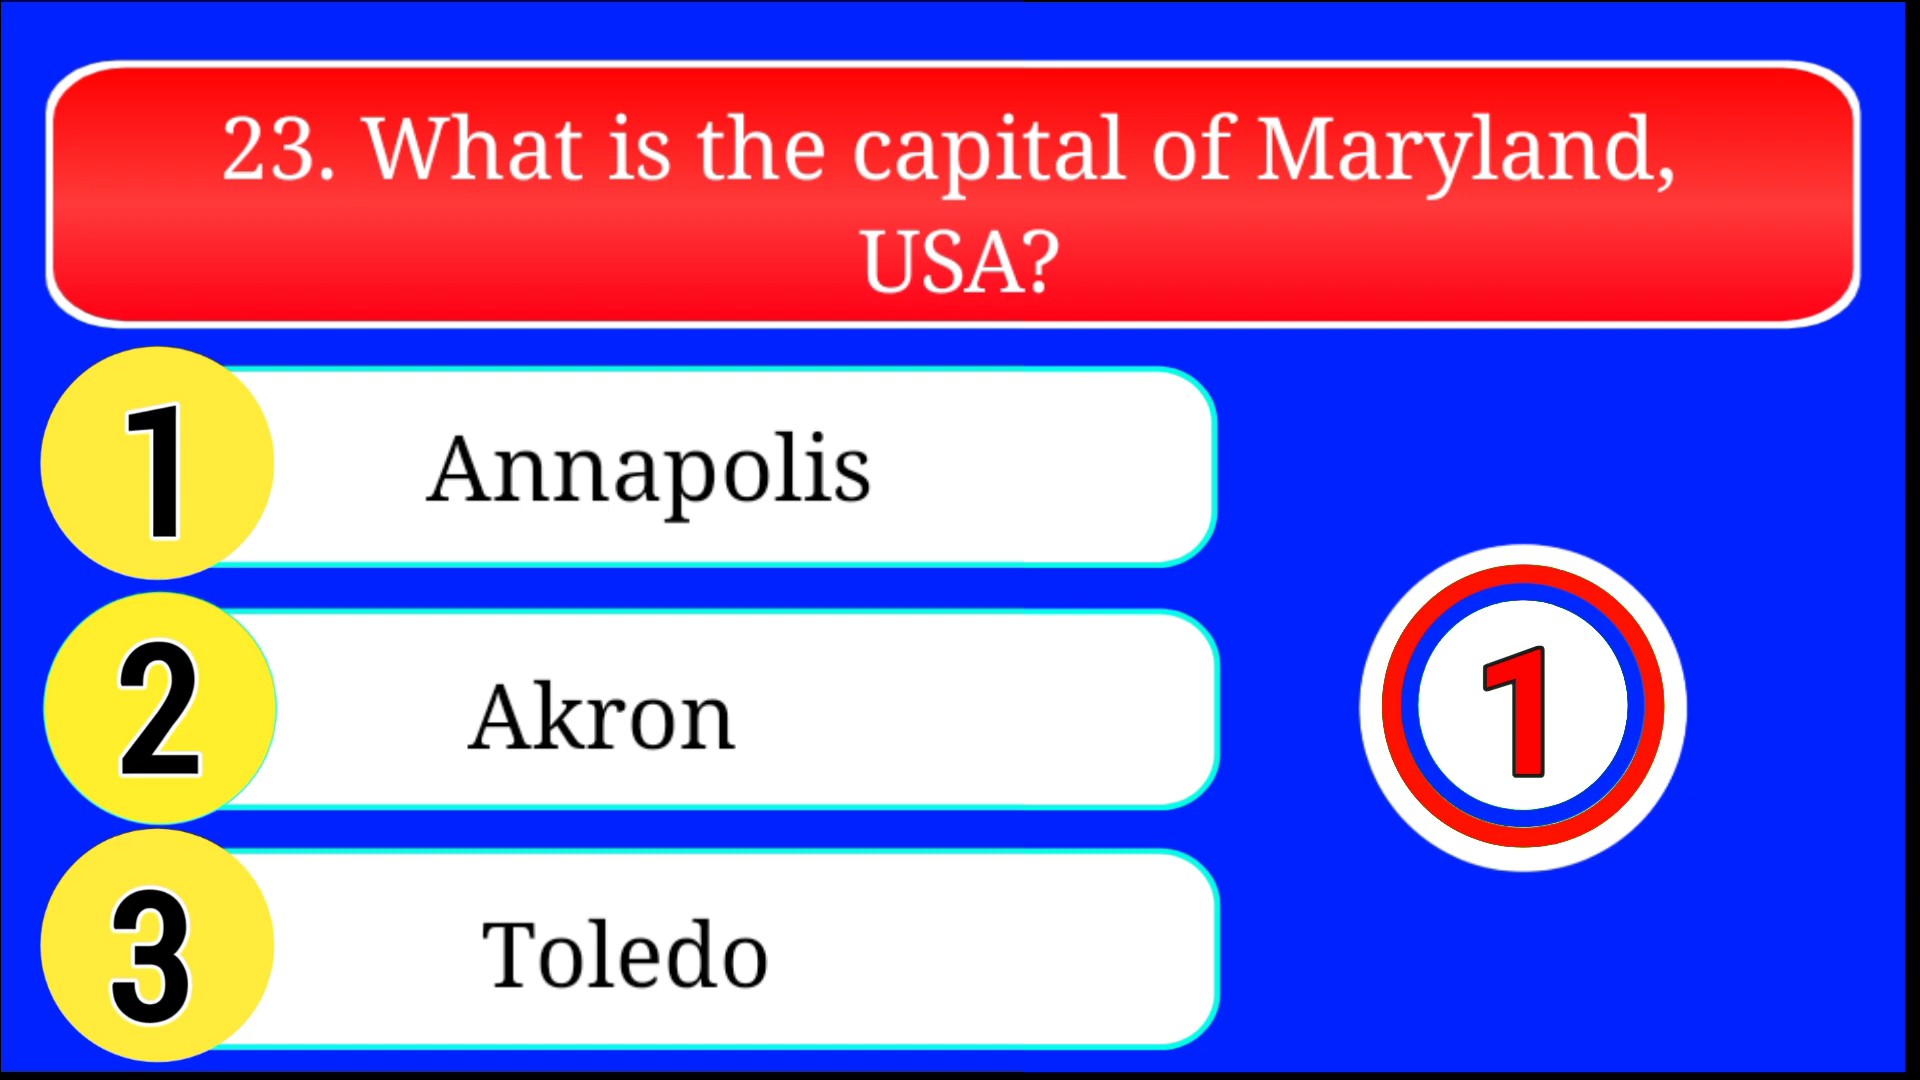 23. What is the capital of Maryland,
USA?
1
Annapolis
2
Akron
1
3
Toledo